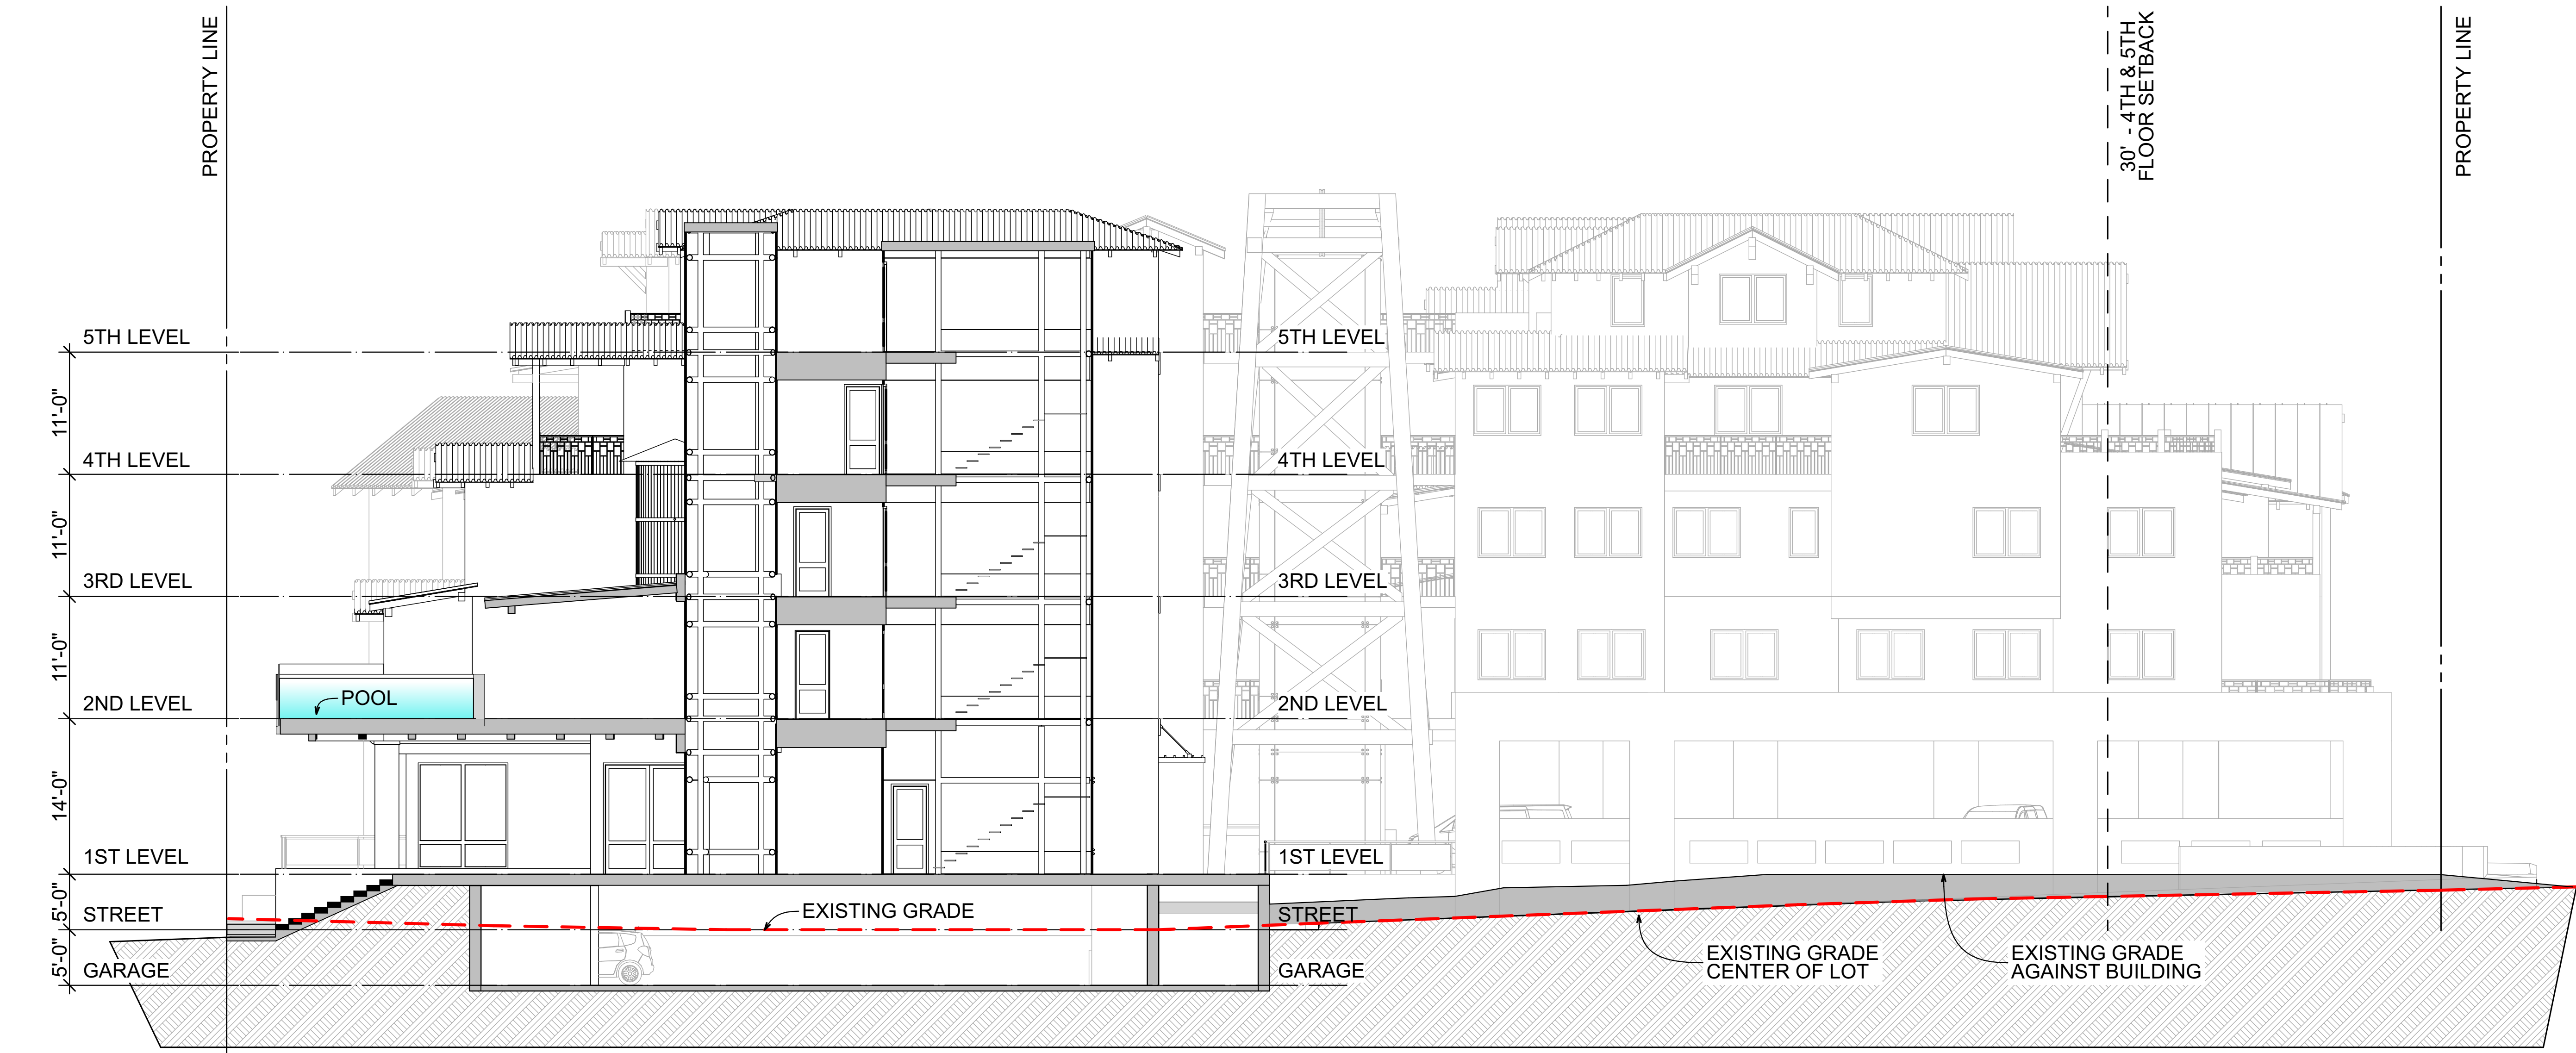 PROPERTY LINE
30' - 4TH & 5TH
FLOOR SETBACK
PROPERTY LINE
5TH LEVEL
5TH LEVEL
11'-0"
4TH LEVEL
4TH LEVEL
11'-0"
3RD LEVEL
3RD LEVEL
11'-0"
POOL
2ND LEVEL
2ND LEVEL
14'-0"
1ST LEVEL
1ST LEVEL
5'-0"
STREET
EXISTING GRADE
STREET
5'-0"
GARAGE
GARAGE
EXISTING GRADE
CENTER OF LOT
EXISTING GRADE
AGAINST BUILDING